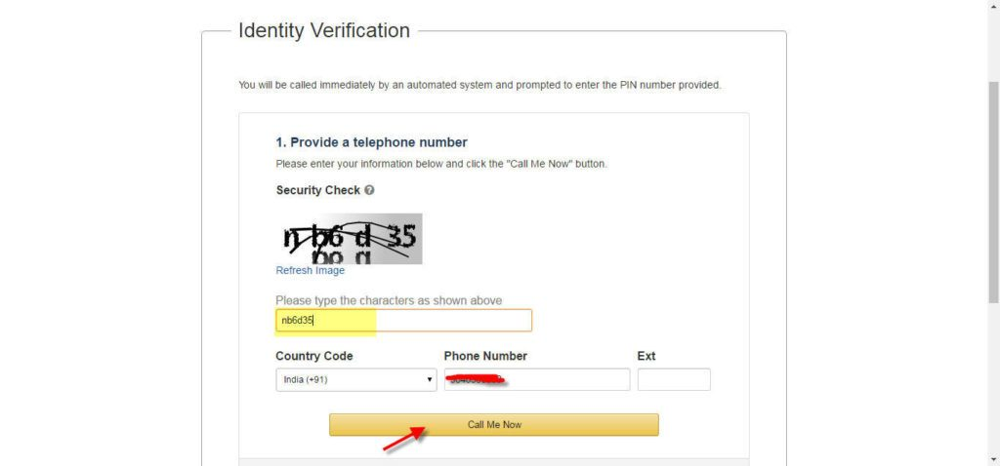 Identity Verification
You will be called immediately by an automated system and prompted to enter the PIN number provided.
1. Provide a telephone number
Please enter your information below and click the "Call Me Now" button.
Security Check ?
n b6 d 35
Refresh Image
Please type the characters as shown above
nb6d35
Country Code Phone Number Ext
India (+91)
Call Me Now